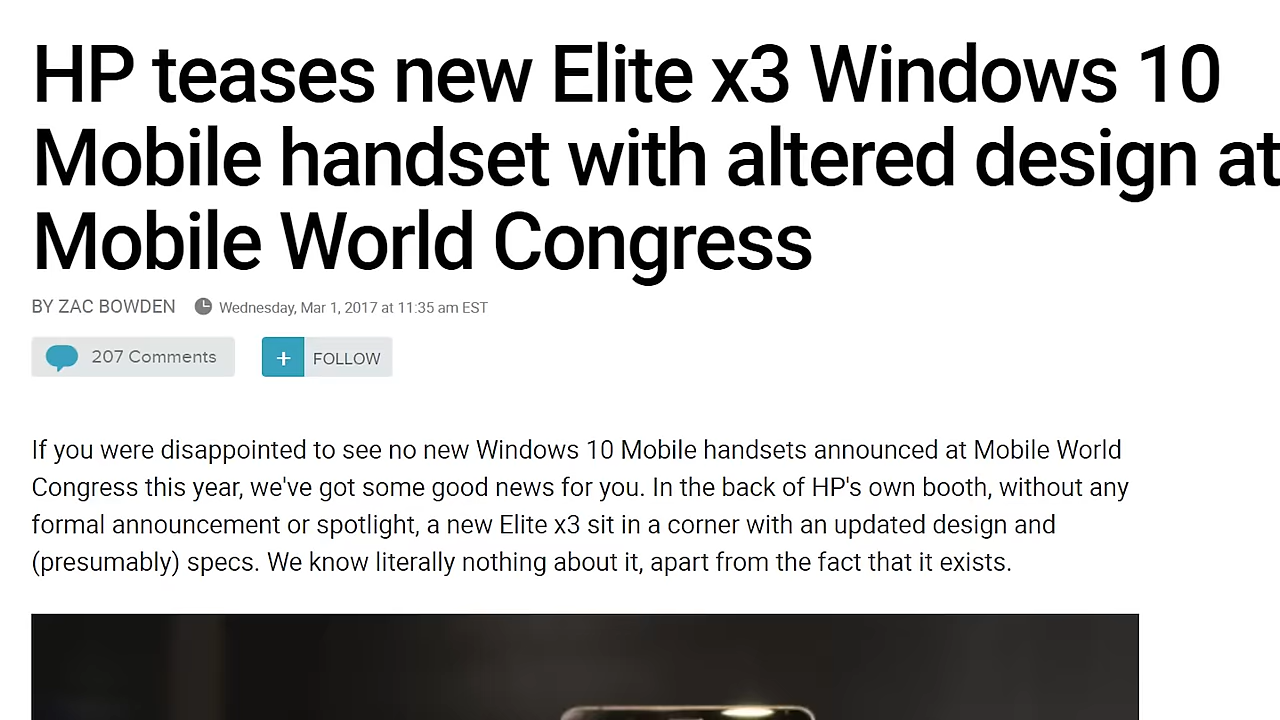 HP teases new Elite x3 Windows 10
Mobile handset with altered design at
Mobile World Congress
BY ZAC BOWDEN Wednesday, Mar 1, 2017 at 11:35 am EST
207 Comments + FOLLOW
If you were disappointed to see no new Windows 10 Mobile handsets announced at Mobile World
Congress this year, we've got some good news for you. In the back of HP's own booth, without any
formal announcement or spotlight, a new Elite x3 sit in a corner with an updated design and
(presumably) specs. We know literally nothing about it, apart from the fact that it exists.